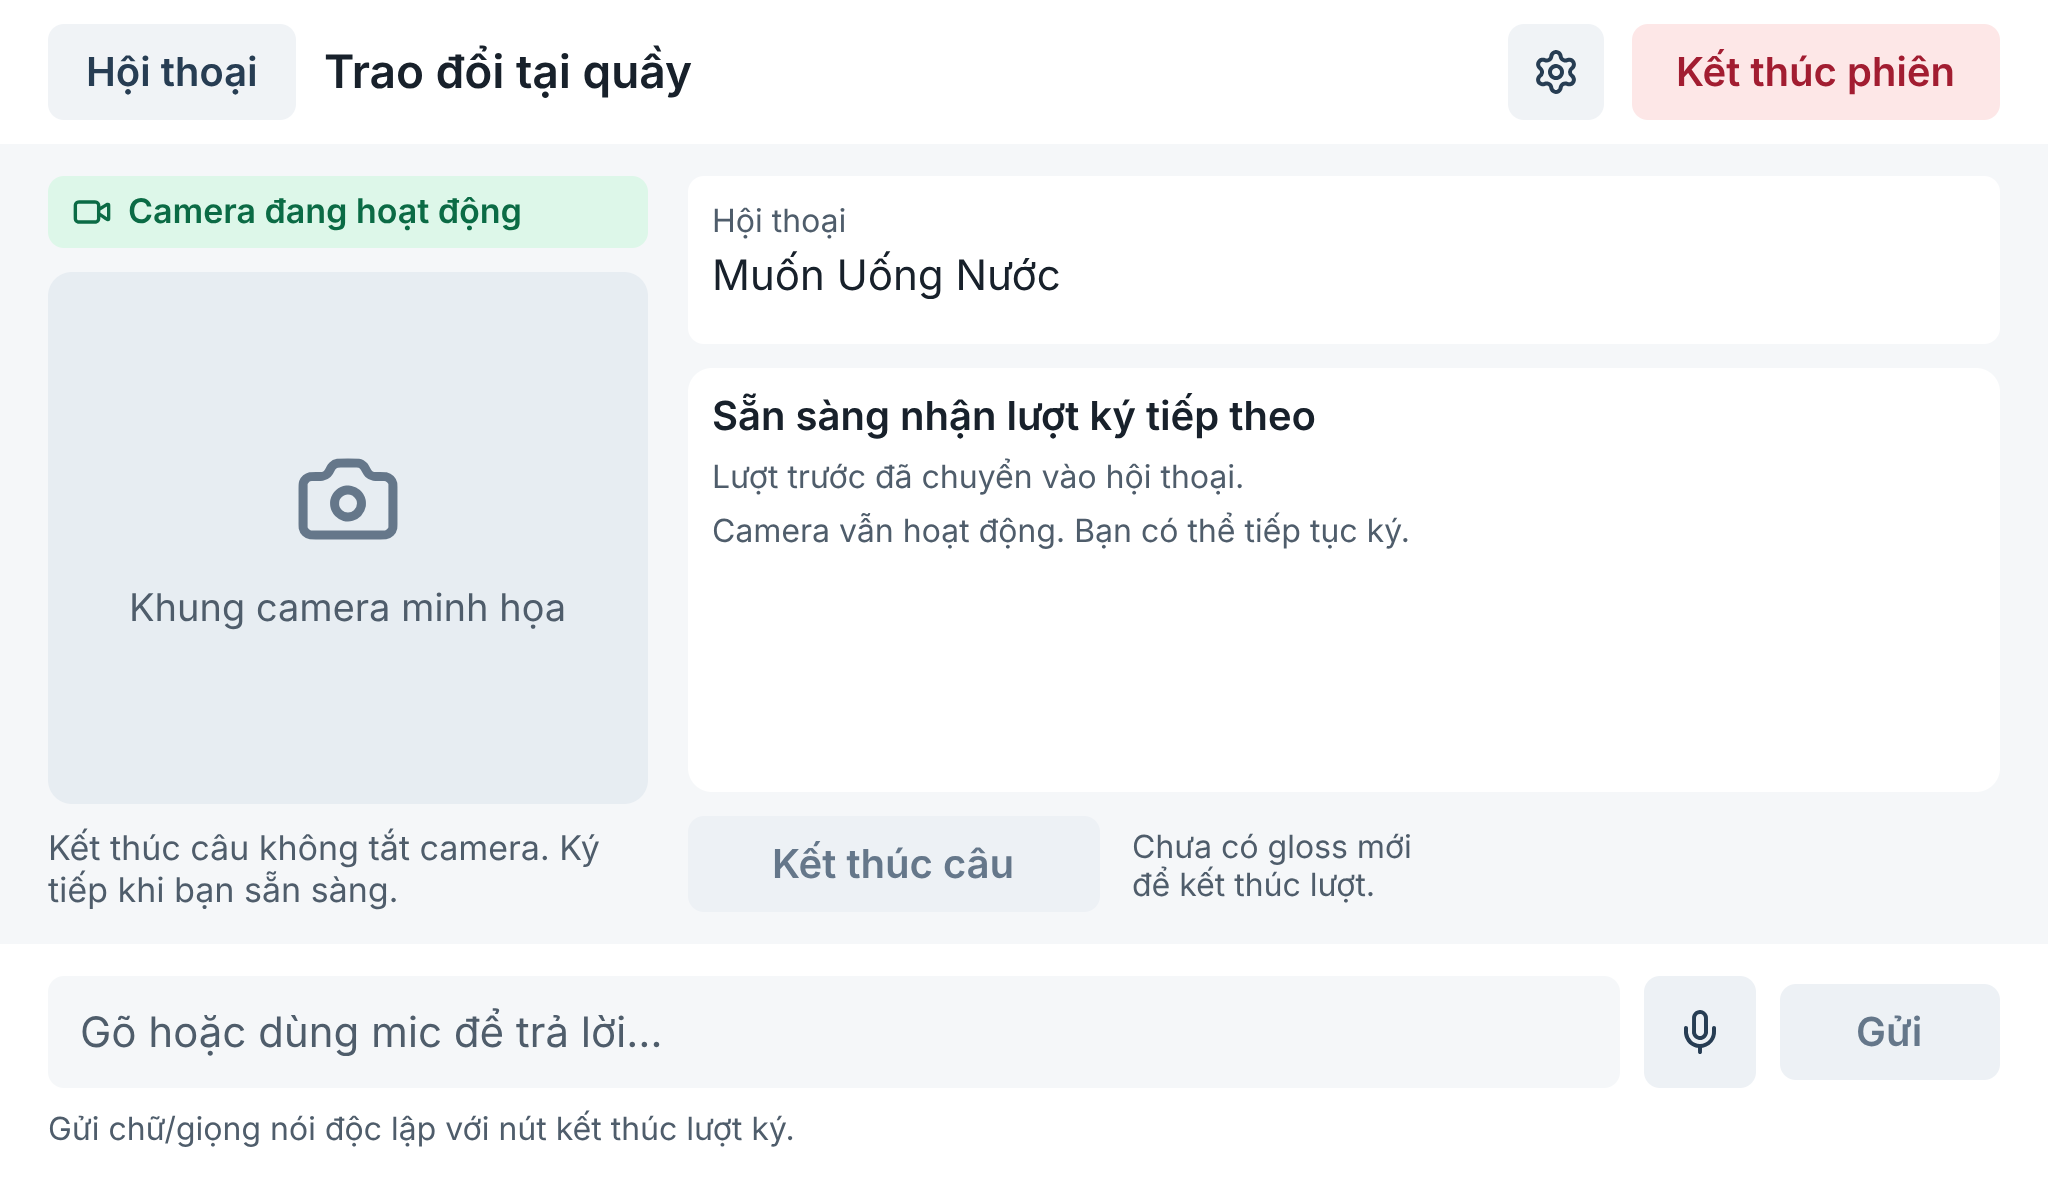 Hội thoại
Trao đổi tại quầy
Kết thúc phiên
Camera đang hoạt động
Khung camera minh họa
Kết thúc câu không tắt camera. Ký
tiếp khi bạn sẵn sàng.
Hội thoại
Muốn Uống Nước
Sẵn sàng nhận lượt ký tiếp theo
Lượt trước đã chuyển vào hội thoại.
Camera vẫn hoạt động. Bạn có thể tiếp tục ký.
Kết thúc câu
Chưa có gloss mới
để kết thúc lượt.
Gõ hoặc dùng mic để trả lời...
Gửi
Gửi chữ/giọng nói độc lập với nút kết thúc lượt ký.